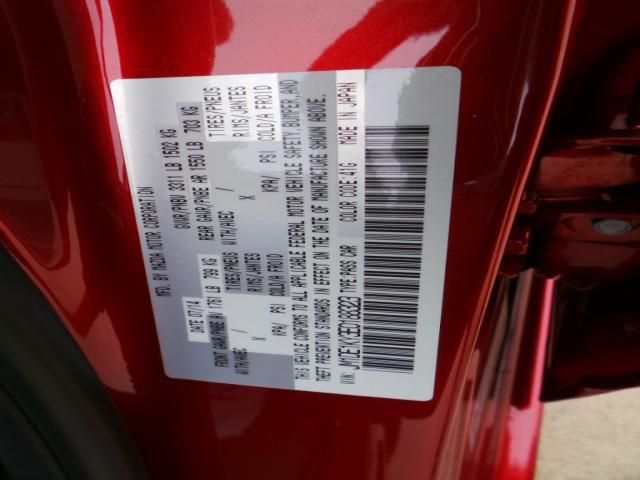 MFD. BY MAZDA MOTOR CORPORATION
DATE 07/14 GVWR/PNBV 3311 LB 1502 KG
FRONT GAWR/PNBE AV 1761 LB 799 KG REAR GAWR/PNBE AR 1550 LB 703 KG
WITH/AVEC TIRES/PNEUS WITH/AVEC TIRES/PNEUS
X / RIMS/JANTES X / RIMS/JANTES
KPA/ PSI COLD/A FROID KPA/ PSI COLD/A FROID
THIS VEHICLE CONFORMS TO ALL APPLICABLE FEDERAL MOTOR VEHICLE SAFETY,BUMPER,AND
THEFT PREVENTION STANDARDS IN EFFECT ON THE DATE OF MANUFACTURE SHOWN ABOVE.
VIN: TYPE:PASS CAR COLOR CODE:41G MADE IN JAPAN